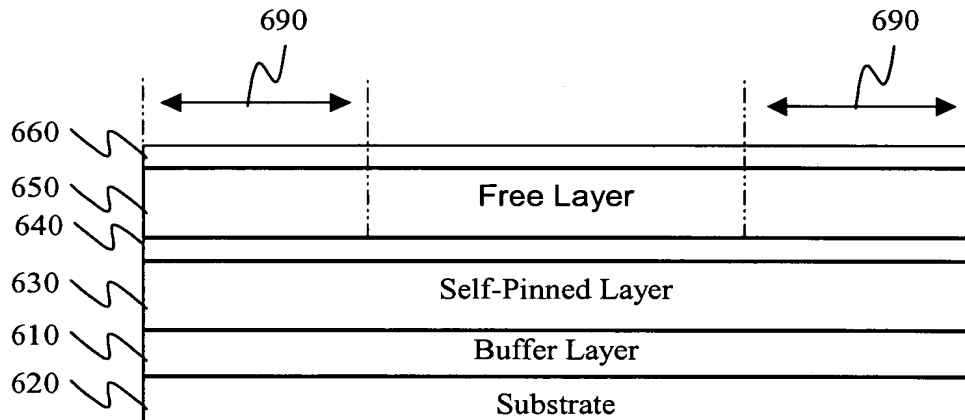 690 690
660
650 Free Layer
640
630 Self-Pinned Layer
610 Buffer Layer
620 Substrate